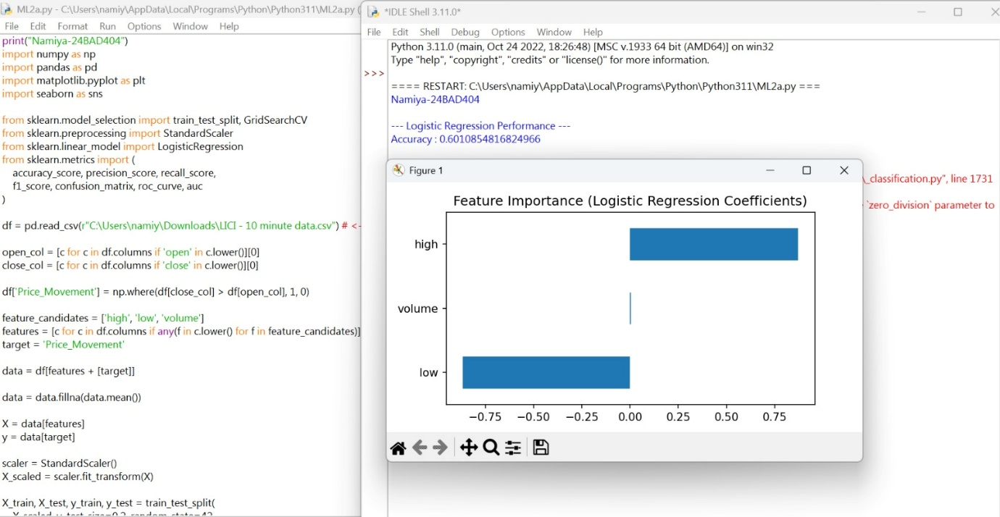 ML2a.py - C:\Users\namiy\AppData\Local\Programs\Python\Python311\ML2a.py (
File Edit Format Run Options Window Help
print("Namiya-24BAD404")
import numpy as np
import pandas as pd
import matplotlib.pyplot as plt
import seaborn as sns
from sklearn.model_selection import train_test_split, GridSearchCV
from sklearn.preprocessing import StandardScaler
from sklearn.linear_model import LogisticRegression
from sklearn.metrics import (
accuracy_score, precision_score, recall_score,
f1_score, confusion_matrix, roc_curve, auc
)
df = pd.read_csv(r"C:\Users\namiy\Downloads\LICI - 10 minute data.csv") # <-
open_col = [c for c in df.columns if 'open' in c.lower()][0]
close_col = [c for c in df.columns if 'close' in c.lower()][0]
df['Price_Movement'] = np.where(df[close_col] > df[open_col], 1, 0)
feature_candidates = ['high', 'low', 'volume']
features = [c for c in df.columns if any(f in c.lower() for f in feature_candidates)]
target = 'Price_Movement'
data = df[features + [target]]
data = data.fillna(data.mean())
X = data[features]
y = data[target]
scaler = StandardScaler()
X_scaled = scaler.fit_transform(X)
X_train, X_test, y_train, y_test = train_test_split(
*IDLE Shell 3.11.0*
File Edit Shell Debug Options Window Help
Python 3.11.0 (main, Oct 24 2022, 18:26:48) [MSC v.1933 64 bit (AMD64)] on win32
Type "help", "copyright", "credits" or "license()" for more information.
>>>
==== RESTART: C:\Users\namiy\AppData\Local\Programs\Python\Python311\ML2a.py ===
Namiya-24BAD404
--- Logistic Regression Performance ---
Accuracy : 0.6010854816824966
\_classification.py", line 1731
`zero_division` parameter to
Figure 1
Feature Importance (Logistic Regression Coefficients)
high
volume
low
−0.75 −0.50 −0.25 0.00 0.25 0.50 0.75